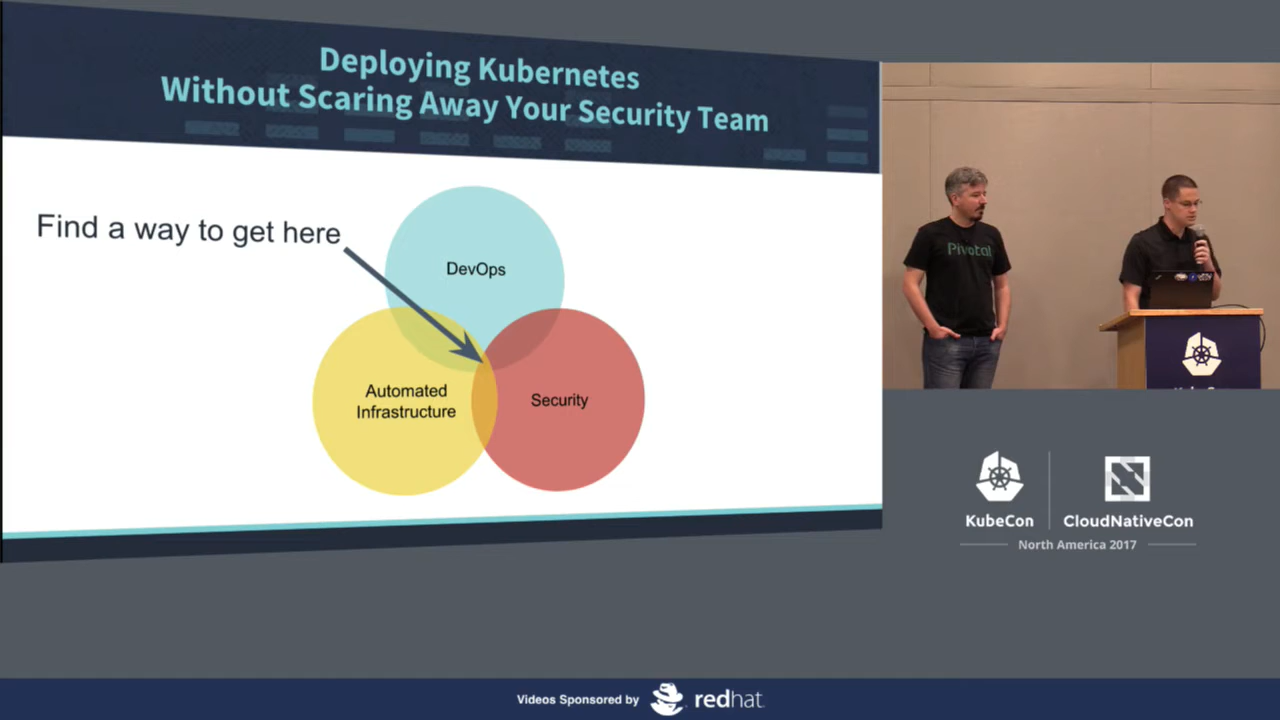 Deploying Kubernetes
Without Scaring Away Your Security Team
Find a way to get here
DevOps
Automated
Infrastructure
Security
Pivotal
KubeCon
CloudNativeCon
North America 2017
Videos Sponsored by
redhat